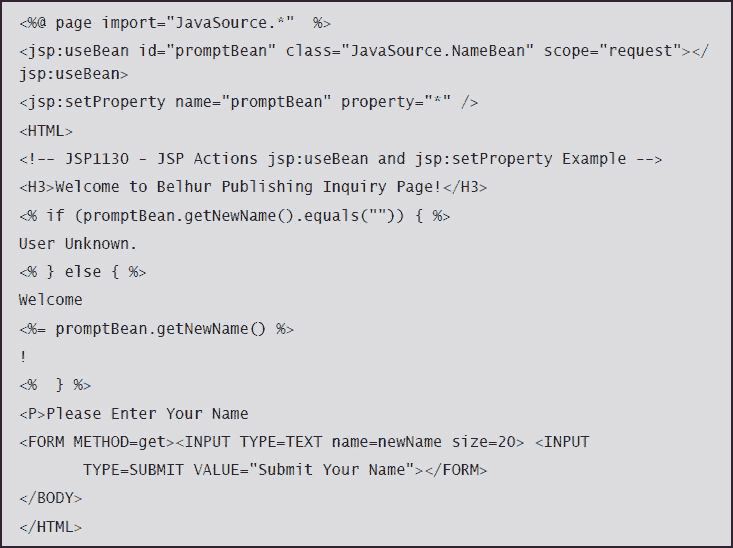 <%@ page import="JavaSource.*"  %>
<jsp:useBean id="promptBean" class="JavaSource.NameBean" scope="request"></
jsp:useBean>
<jsp:setProperty name="promptBean" property="*" />
<HTML>
<!-- JSP1130 - JSP Actions jsp:useBean and jsp:setProperty Example -->
<H3>Welcome to Belhur Publishing Inquiry Page!</H3>
<% if (promptBean.getNewName().equals("")) { %>
User Unknown.
<% } else { %>
Welcome
<%= promptBean.getNewName() %>
!
<%  } %>
<P>Please Enter Your Name
<FORM METHOD=get><INPUT TYPE=TEXT name=newName size=20> <INPUT
       TYPE=SUBMIT VALUE="Submit Your Name"></FORM>
</BODY>
</HTML>